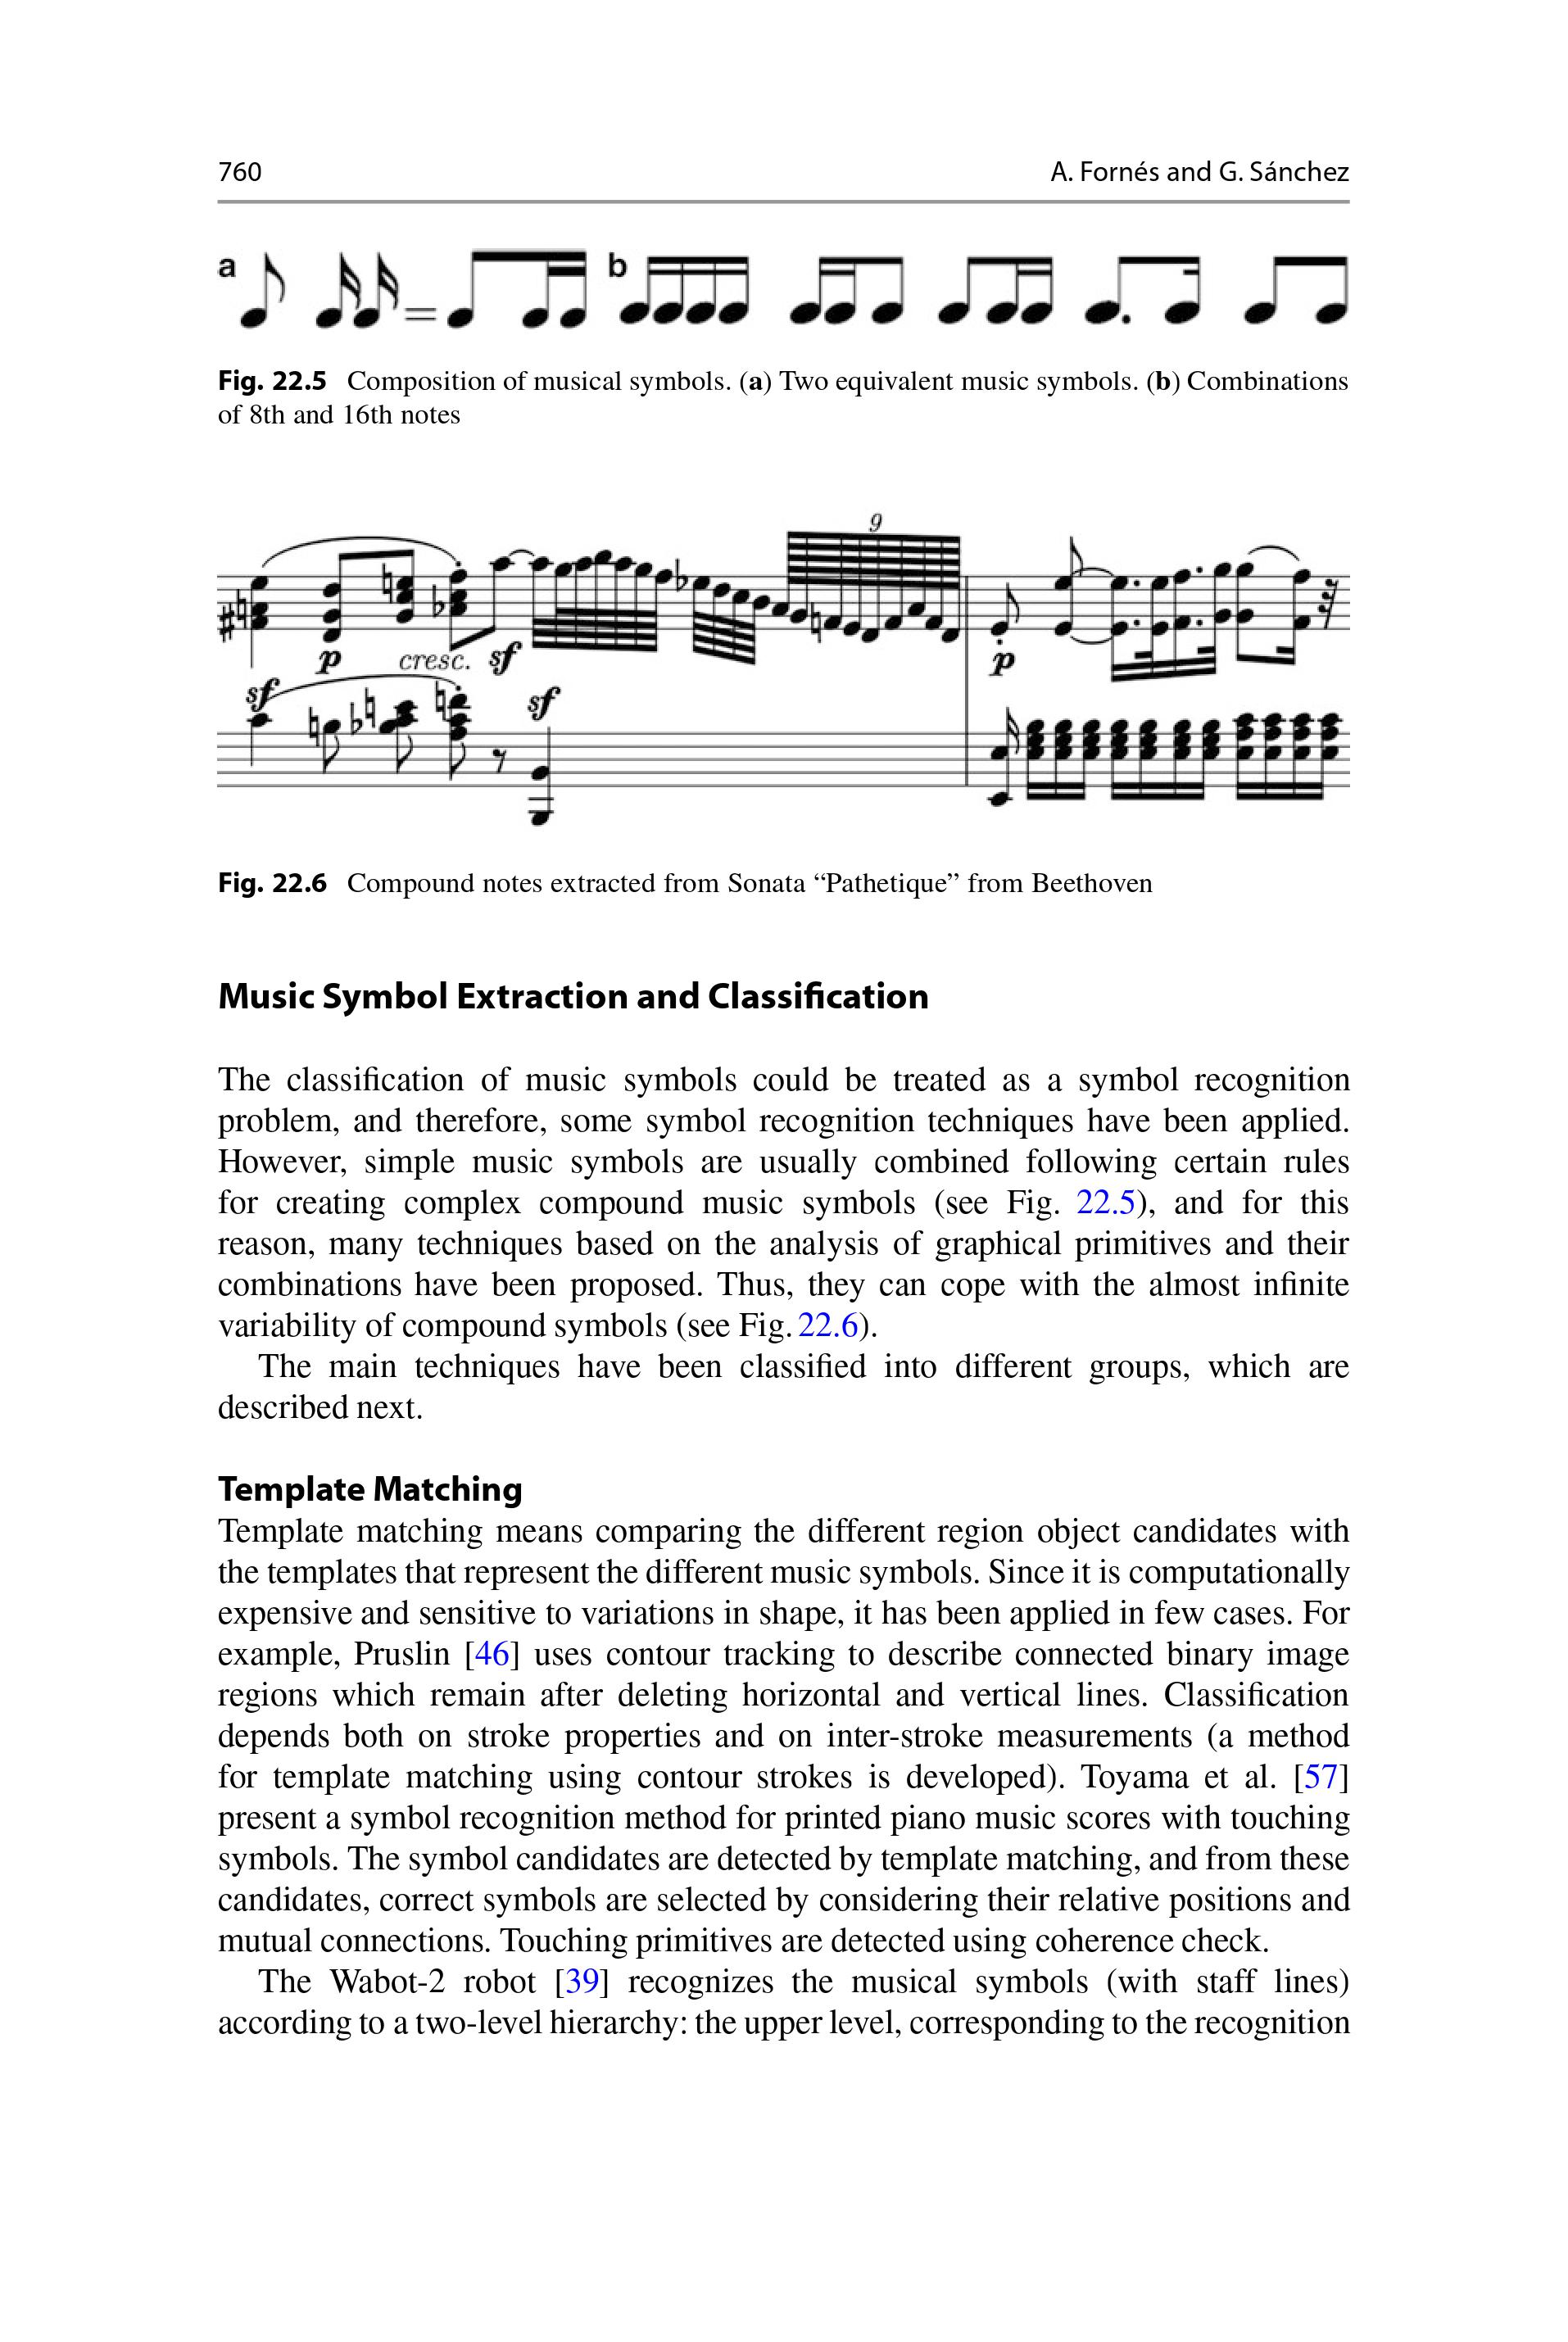 760
A. Fornés and G. Sánchez
a
b
Fig. 22.5 Composition of musical symbols. (a) Two equivalent music symbols. (b) Combinations
of 8th and 16th notes
9
p
cresc.
sf
p
sf
sf
Fig. 22.6 Compound notes extracted from Sonata “Pathetique” from Beethoven
Music Symbol Extraction and Classification
The classification of music symbols could be treated as a symbol recognition
problem, and therefore, some symbol recognition techniques have been applied.
However, simple music symbols are usually combined following certain rules
for creating complex compound music symbols (see Fig. 22.5), and for this
reason, many techniques based on the analysis of graphical primitives and their
combinations have been proposed. Thus, they can cope with the almost infinite
variability of compound symbols (see Fig. 22.6).
The main techniques have been classified into different groups, which are
described next.
Template Matching
Template matching means comparing the different region object candidates with
the templates that represent the different music symbols. Since it is computationally
expensive and sensitive to variations in shape, it has been applied in few cases. For
example, Pruslin [46] uses contour tracking to describe connected binary image
regions which remain after deleting horizontal and vertical lines. Classification
depends both on stroke properties and on inter-stroke measurements (a method
for template matching using contour strokes is developed). Toyama et al. [57]
present a symbol recognition method for printed piano music scores with touching
symbols. The symbol candidates are detected by template matching, and from these
candidates, correct symbols are selected by considering their relative positions and
mutual connections. Touching primitives are detected using coherence check.
The Wabot-2 robot [39] recognizes the musical symbols (with staff lines)
according to a two-level hierarchy: the upper level, corresponding to the recognition